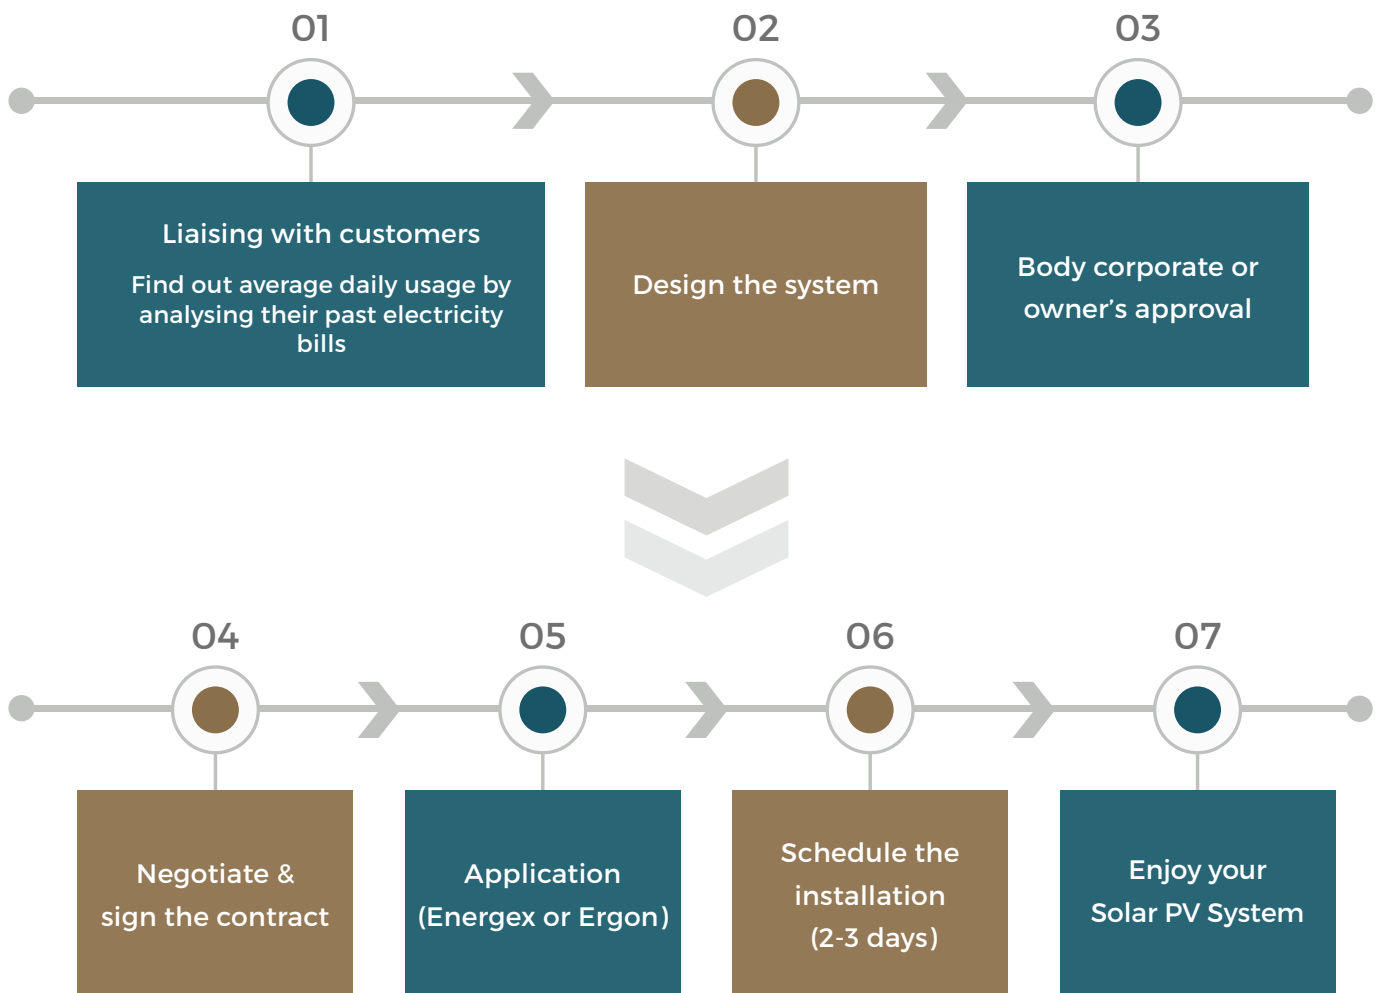 01
02
03
Liaising with customers
Find out average daily usage by
analysing their past electricity
bills
Design the system
Body corporate or
owner’s approval
04
05
06
07
Negotiate &
sign the contract
Application
(Energex or Ergon)
Schedule the
installation
(2-3 days)
Enjoy your
Solar PV System